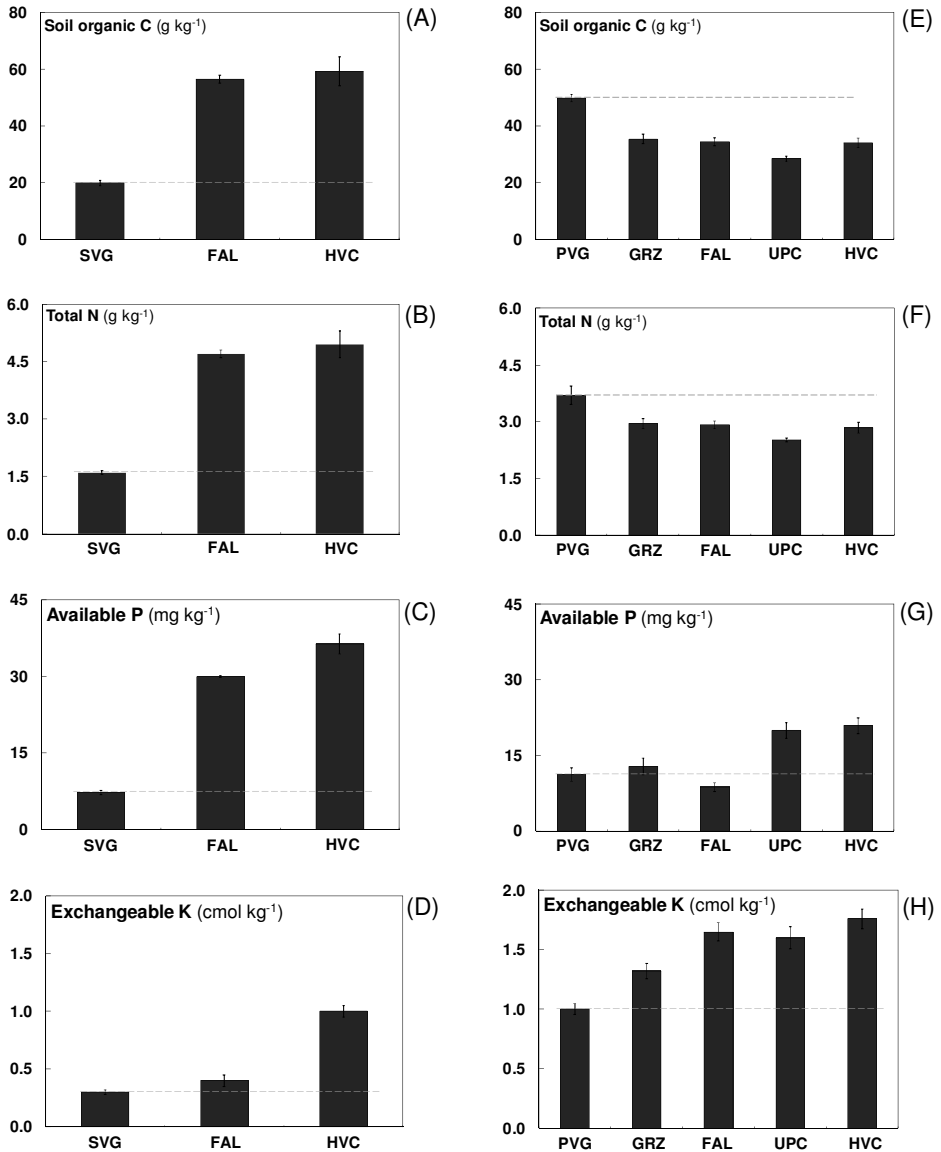 Soil organic C (g kg⁻¹)
(A)
80
60
40
20
0
SVG FAL HVC
Soil organic C (g kg⁻¹)
(E)
80
60
40
20
0
PVG GRZ FAL UPC HVC
Total N (g kg⁻¹)
(B)
6.0
4.5
3.0
1.5
0.0
SVG FAL HVC
Total N (g kg⁻¹)
(F)
6.0
4.5
3.0
1.5
0.0
PVG GRZ FAL UPC HVC
Available P (mg kg⁻¹)
(C)
45
30
15
0
SVG FAL HVC
Available P (mg kg⁻¹)
(G)
45
30
15
0
PVG GRZ FAL UPC HVC
Exchangeable K (cmol kg⁻¹)
(D)
2.0
1.5
1.0
0.5
0.0
SVG FAL HVC
Exchangeable K (cmol kg⁻¹)
(H)
2.0
1.5
1.0
0.5
0.0
PVG GRZ FAL UPC HVC